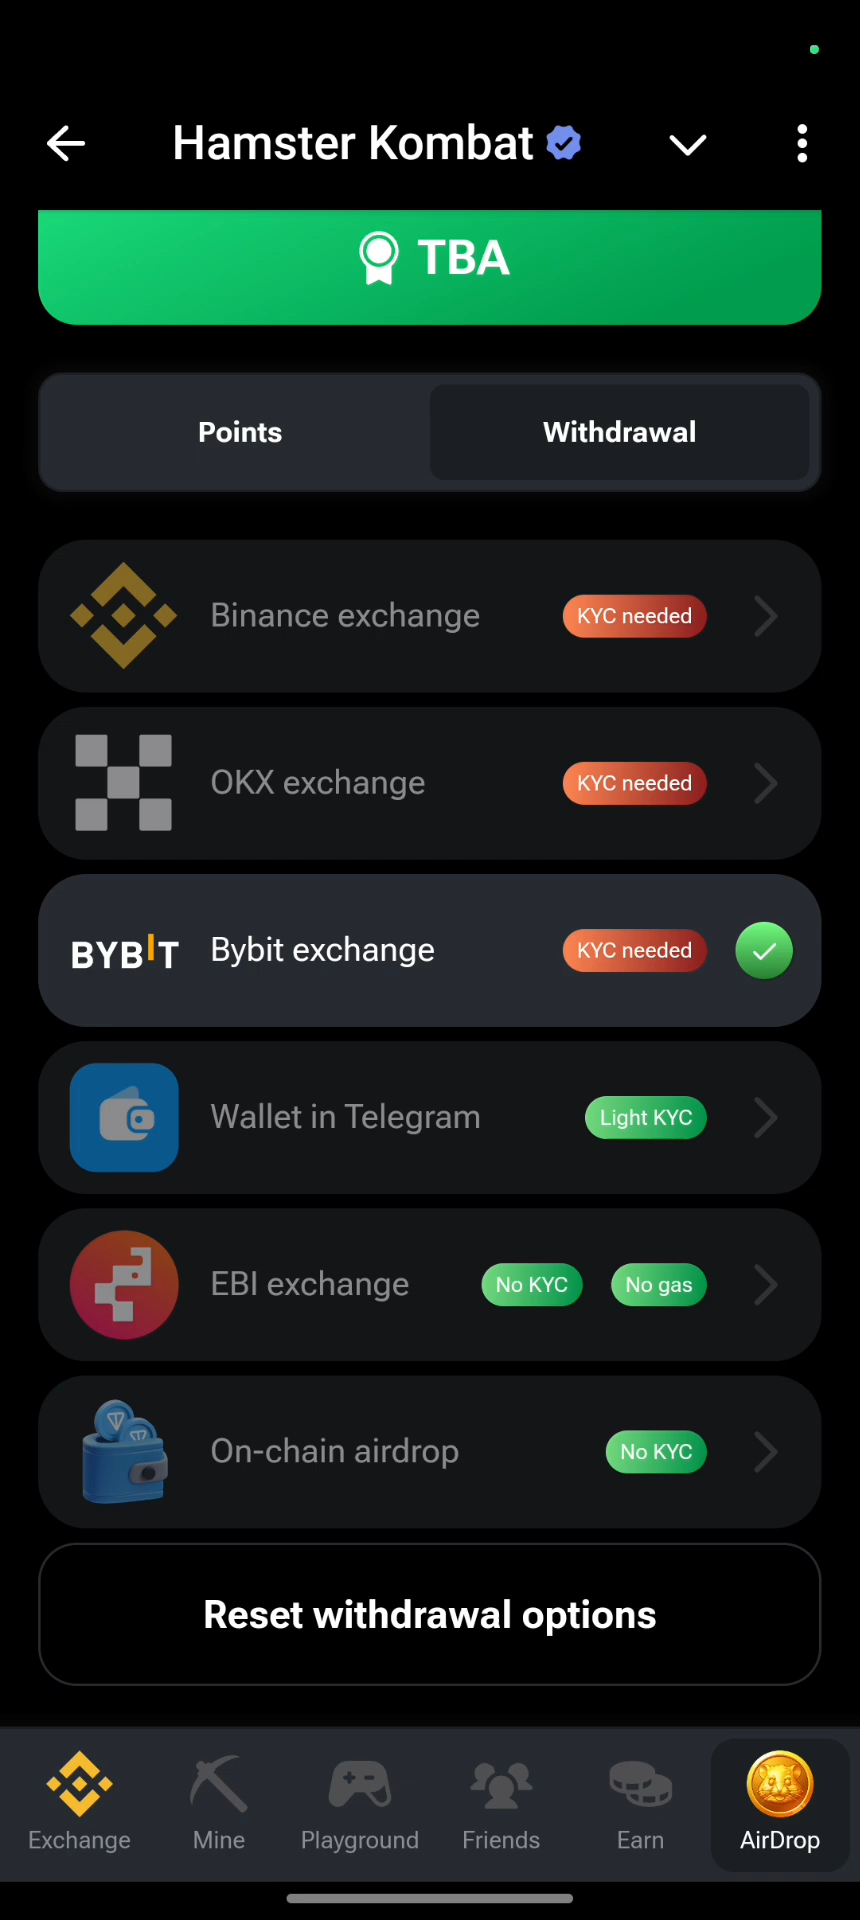 Hamster Kombat
TBA
Points
Withdrawal
Binance exchange
KYC needed
OKX exchange
KYC needed
BYBIT
Bybit exchange
KYC needed
Wallet in Telegram
Light KYC
EBI exchange
No KYC
No gas
On-chain airdrop
No KYC
Reset withdrawal options
Exchange
Mine
Playground
Friends
Earn
AirDrop